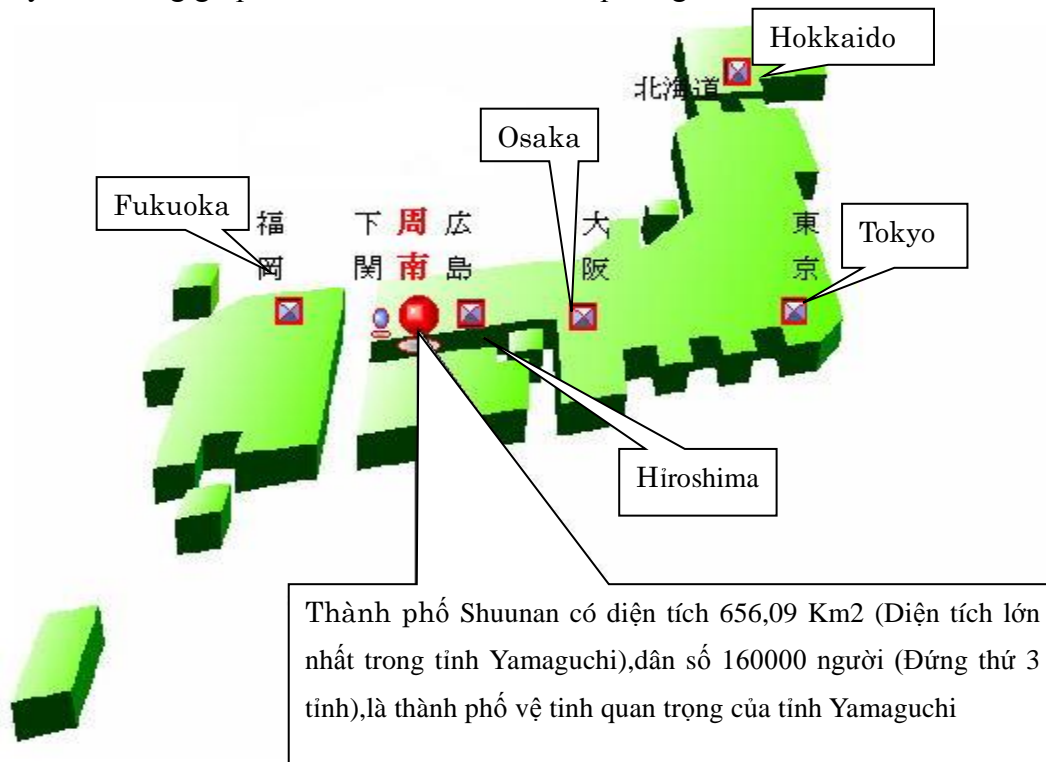 Hokkaido
北海道
Osaka
Fukuoka
福岡
下関
周南
広島
大阪
東京
Tokyo
Hỉroshima
Thành phố Shuunan có diện tích 656,09 Km2 (Diện tích lớn
nhất trong tỉnh Yamaguchi),dân số 160000 người (Đứng thứ 3
tỉnh),là thành phố vệ tinh quan trọng của tỉnh Yamaguchi